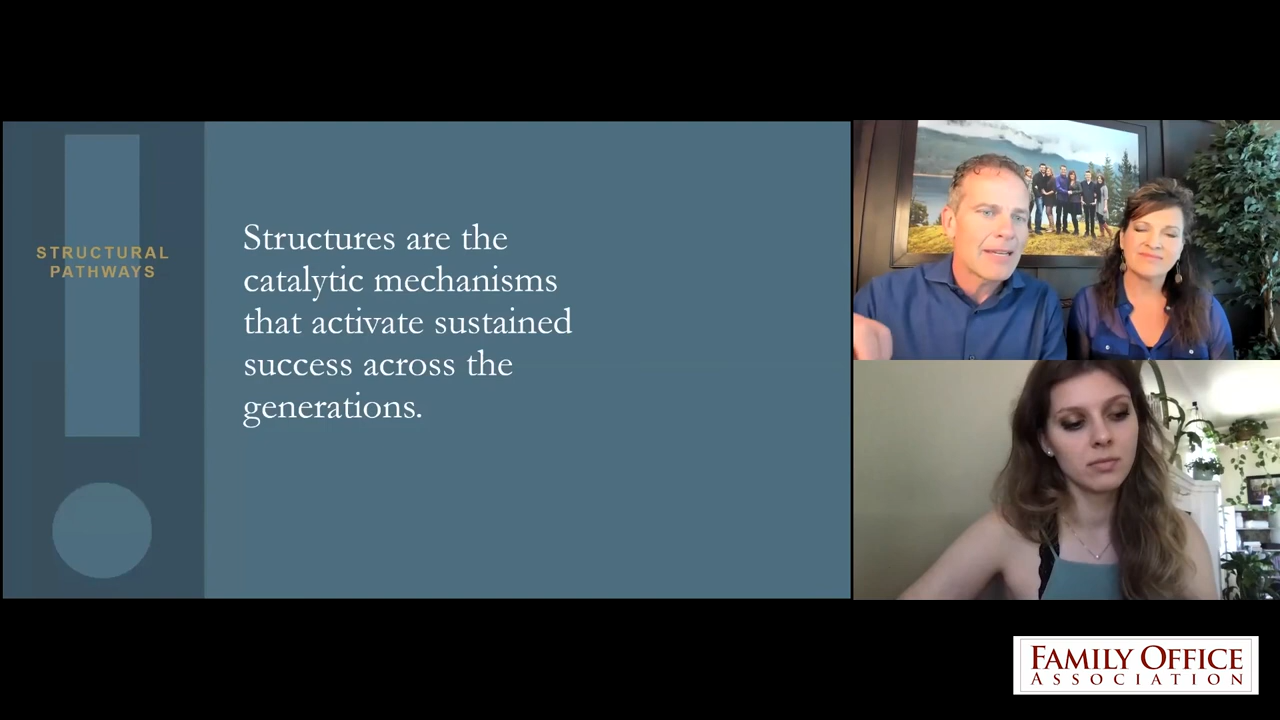 STRUCTURAL
PATHWAYS
Structures are the
catalytic mechanisms
that activate sustained
success across the
generations.
FAMILY OFFICE
ASSOCIATION